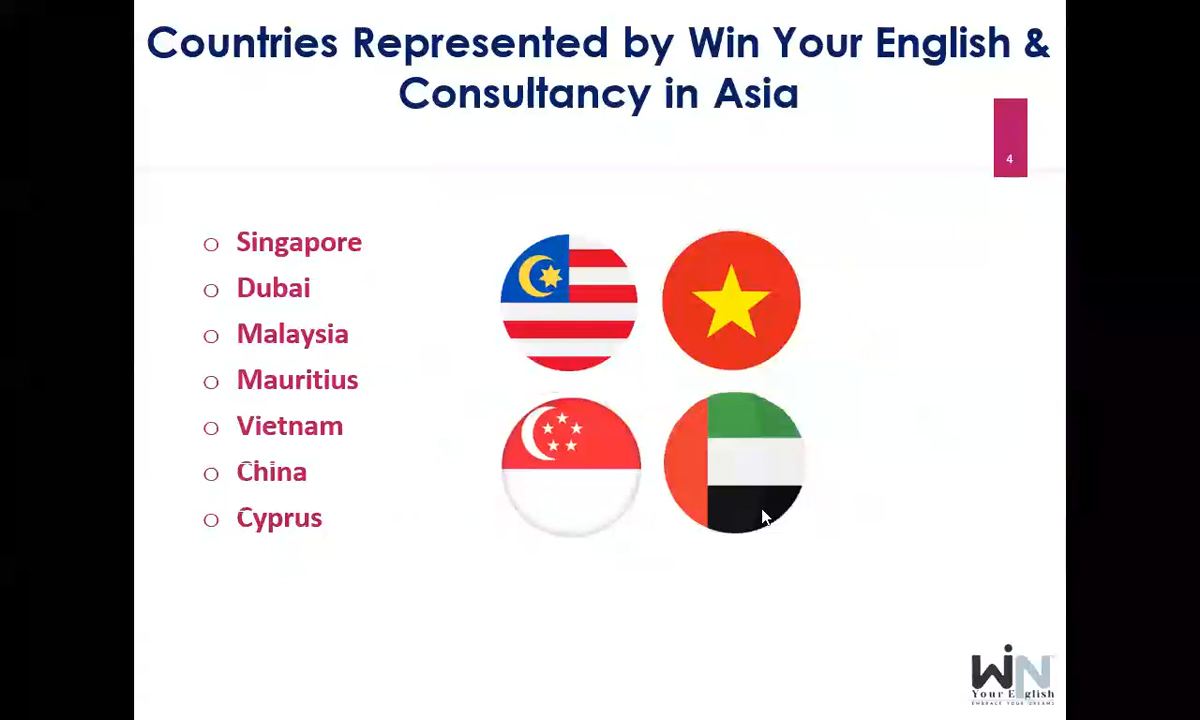 Countries Represented by Win Your English &
Consultancy in Asia
4
Singapore
Dubai
Malaysia
Mauritius
Vietnam
China
Cyprus
WIN
Your English
EMBRACE YOUR DREAMS